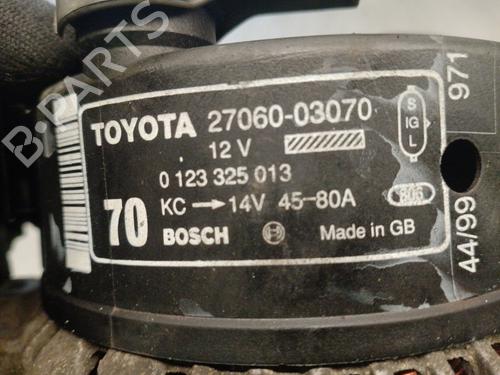 B-PARTS
TOYOTA 27060-03070
12 V
0 123 325 013
70 KC → 14V 45-80A
BOSCH Made in GB
S
IG
L
971
44/99